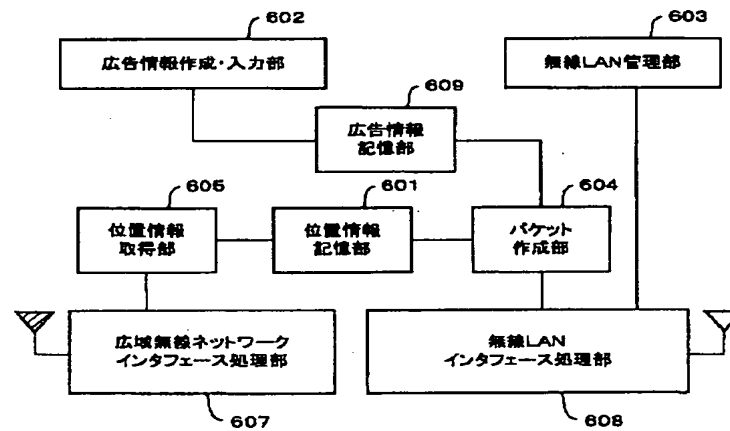 602
広告情報作成・入力部
603
無線LAN管理部
609
広告情報
記憶部
605
位置情報
取得部
601
位置情報
記憶部
604
パケット
作成部
広域無線ネットワーク
インタフェース処理部
607
無線LAN
インタフェース処理部
608